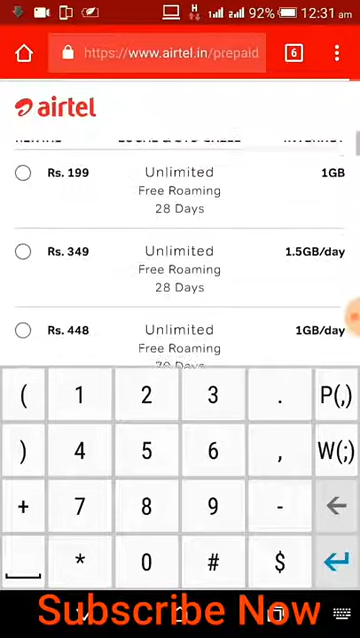 H 92% 12:31 am
https://www.airtel.in/prepaid 6
airtel
Rs. 199 Unlimited 1GB
Free Roaming
28 Days
Rs. 349 Unlimited 1.5GB/day
Free Roaming
28 Days
Rs. 448 Unlimited 1GB/day
Free Roaming
( 1 2 3 . P(,)
) 4 5 6 , W(;)
+ 7 8 9 -
* 0 # $
Subscribe Now